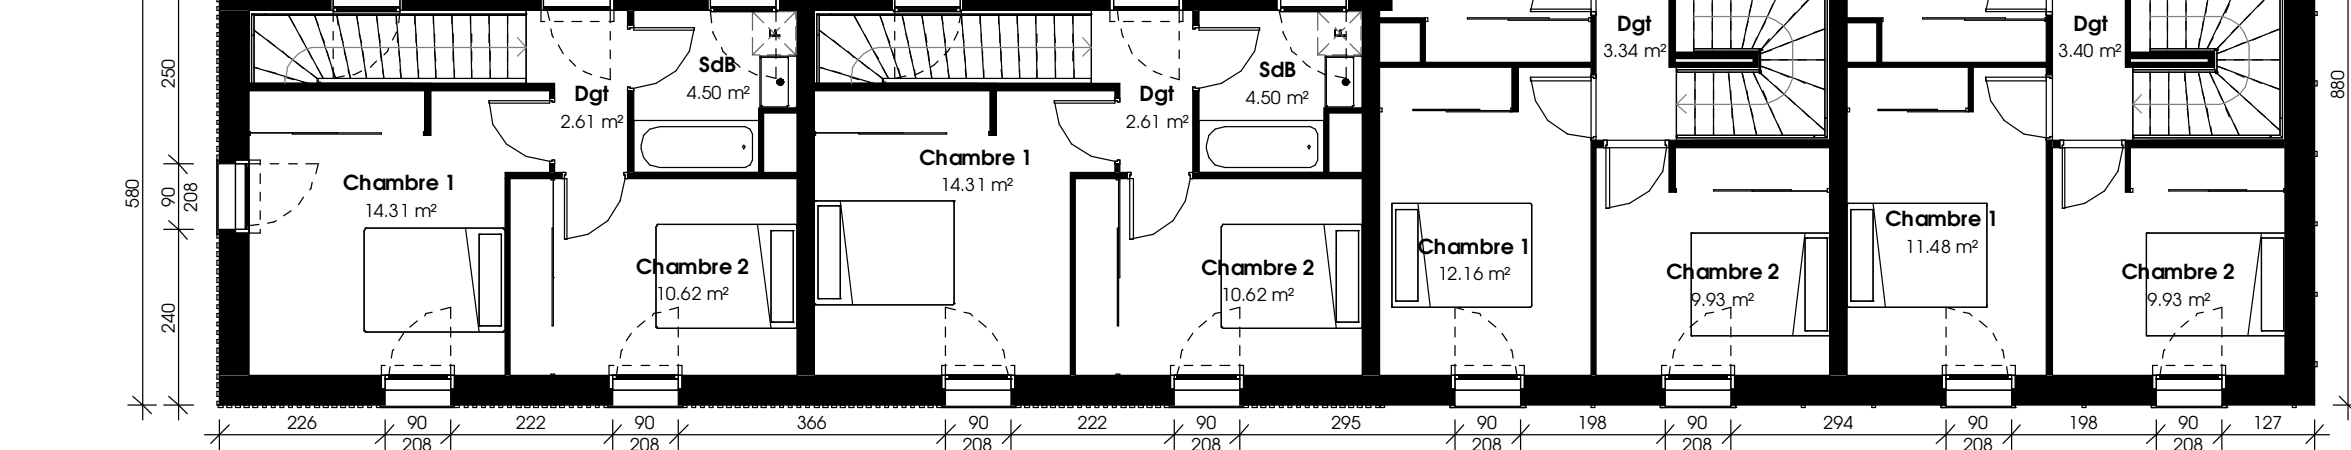 Dgt
3.34 m²
Dgt
3.40 m²
SdB
4.50 m²
SdB
4.50 m²
Dgt
2.61 m²
Dgt
2.61 m²
Chambre 1
14.31 m²
Chambre 1
14.31 m²
Chambre 1
12.16 m²
Chambre 1
11.48 m²
Chambre 2
10.62 m²
Chambre 2
10.62 m²
Chambre 2
9.93 m²
Chambre 2
9.93 m²
F
F
250
580
90
208
240
880
226
90
208
222
90
208
366
90
208
222
90
208
295
90
208
198
90
208
294
90
208
198
90
208
127